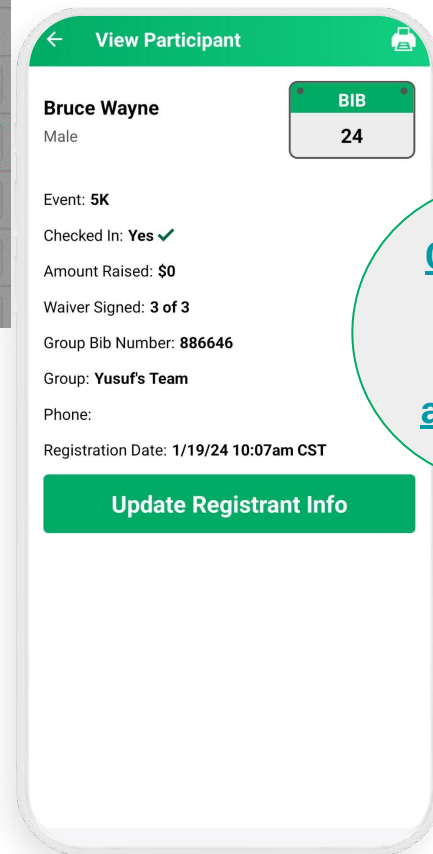 View Participant
Bruce Wayne
Male
BIB
24
Event: 5K
Checked In: Yes
Amount Raised: $0
Waiver Signed: 3 of 3
Group Bib Number: 886646
Group: Yusuf's Team
Phone:
Registration Date: 1/19/24 10:07am CST
Update Registrant Info